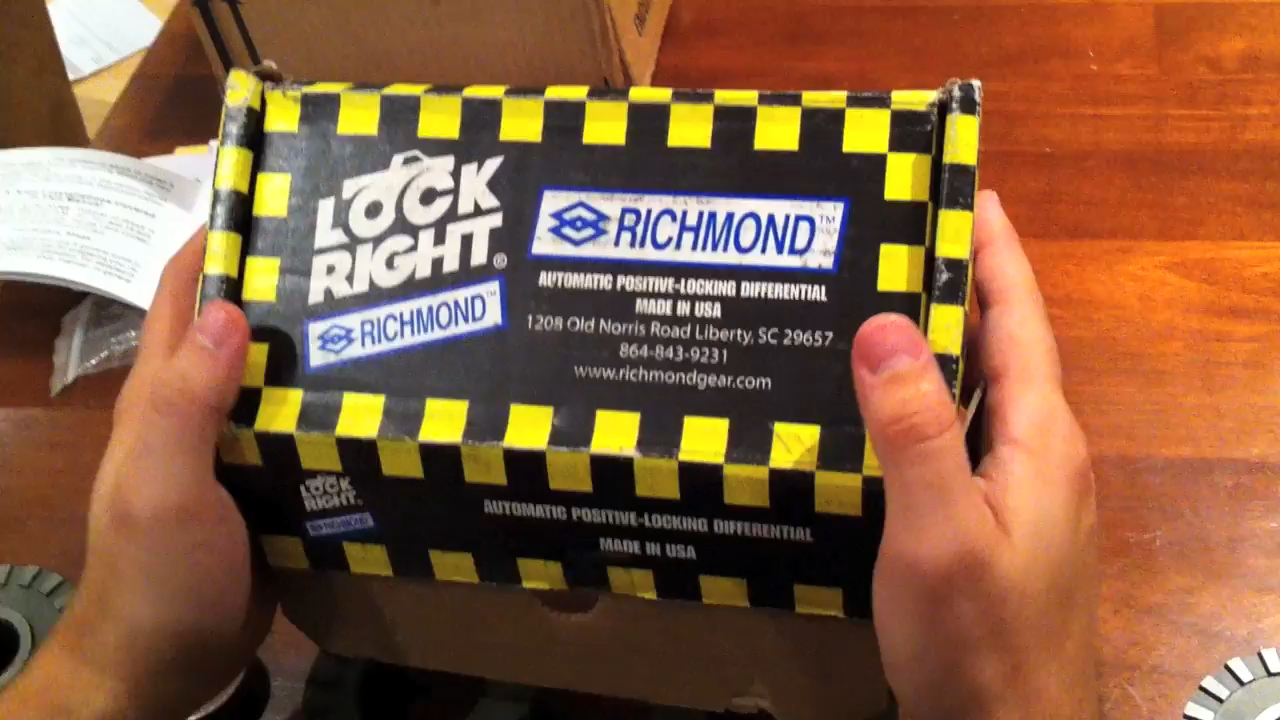 LOCK
RIGHT®
RICHMOND™
RICHMOND™
AUTOMATIC POSITIVE-LOCKING DIFFERENTIAL
MADE IN USA
1208 Old Norris Road Liberty, SC 29657
864-843-9231
www.richmondgear.com
LOCK
RIGHT
RICHMOND
AUTOMATIC POSITIVE-LOCKING DIFFERENTIAL
MADE IN USA